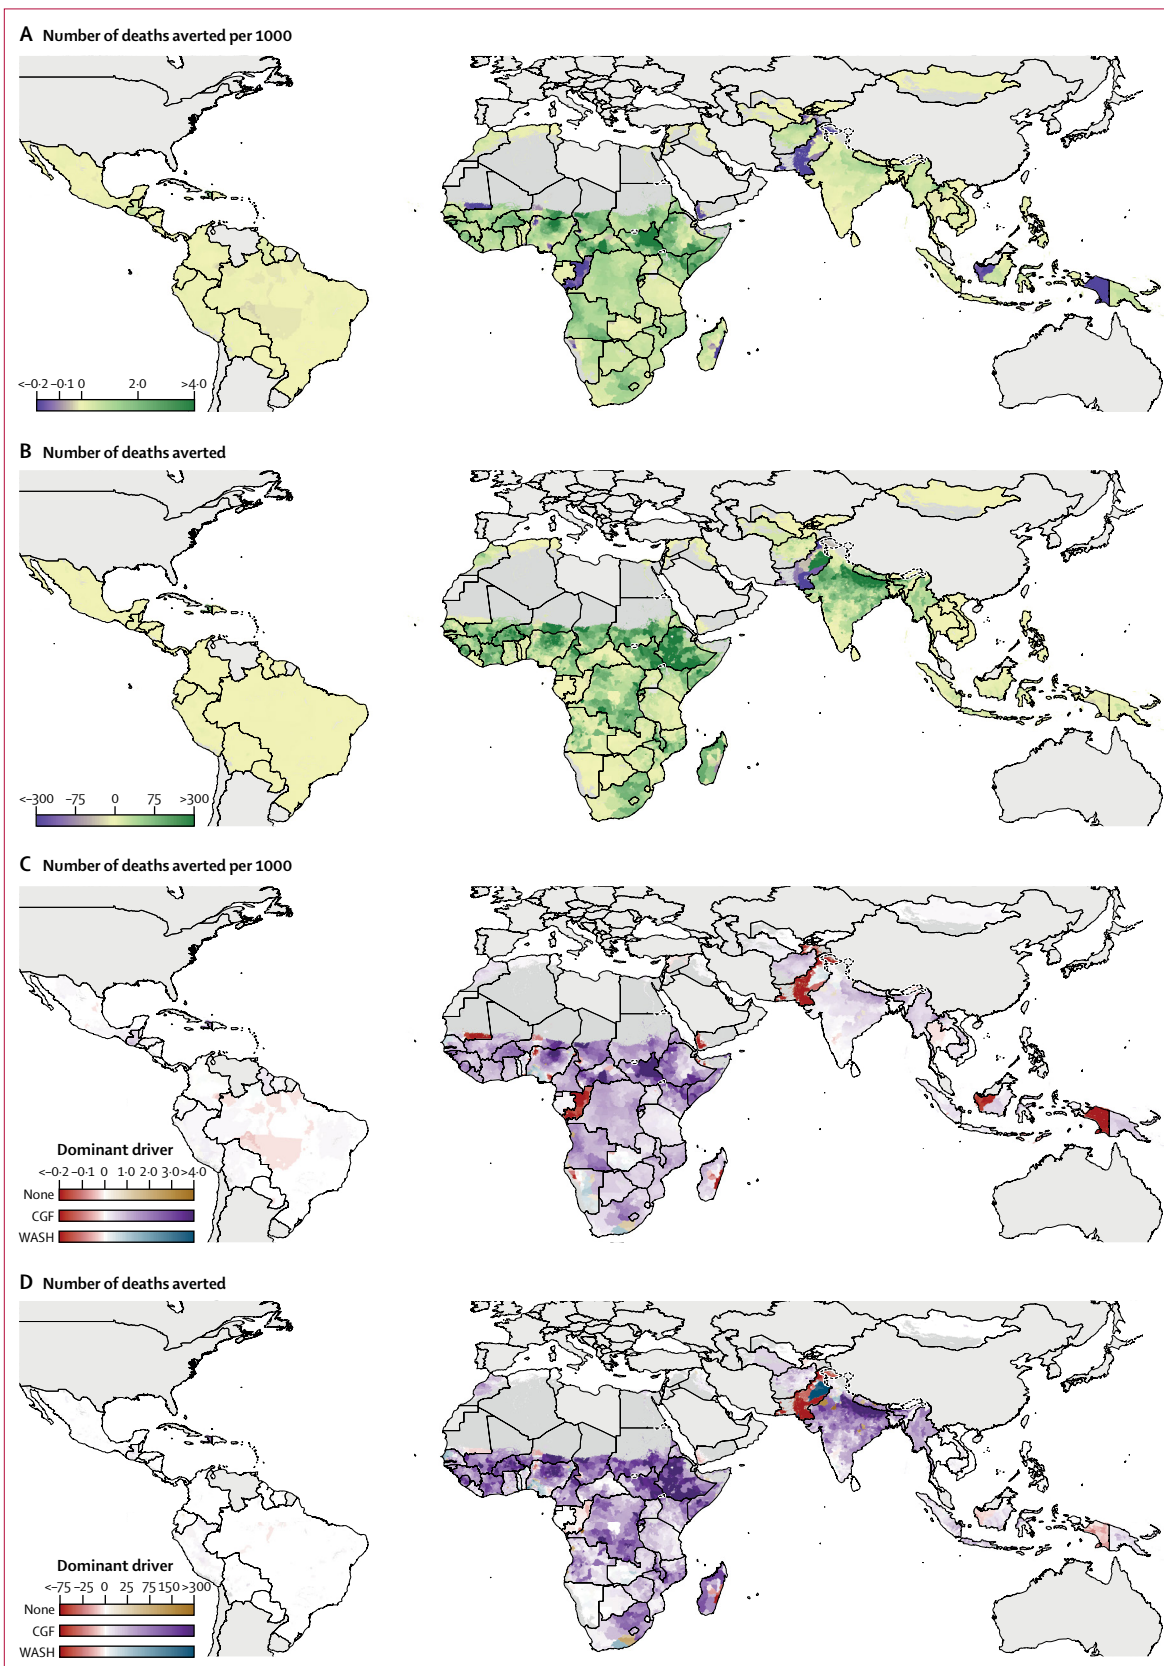 A Number of deaths averted per 1000
<–0·2 –0·1 0 2·0 >4·0
B Number of deaths averted
<–300 –75 0 75 >300
C Number of deaths averted per 1000
Dominant driver
<–0·2 –0·1 0 1·0 2·0 3·0 >4·0
None
CGF
WASH
D Number of deaths averted
Dominant driver
<–75 –25 0 25 75 150 >300
None
CGF
WASH